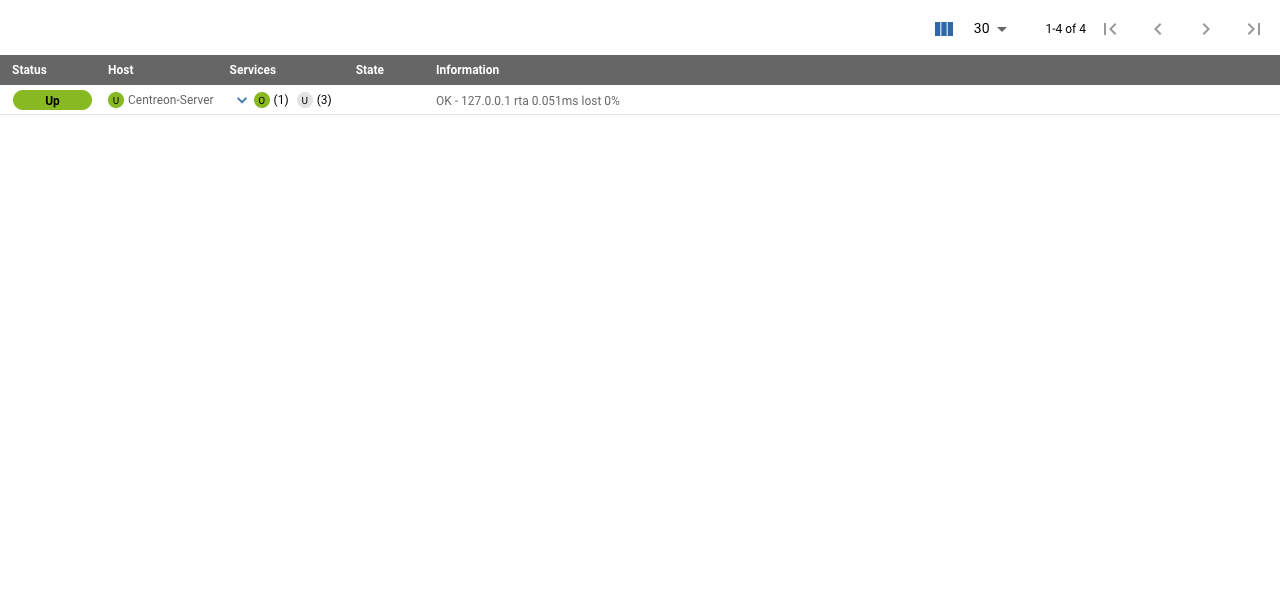 30 1-4 of 4
Status Host Services State Information
Up U Centreon-Server O (1) U (3) OK - 127.0.0.1 rta 0.051ms lost 0%